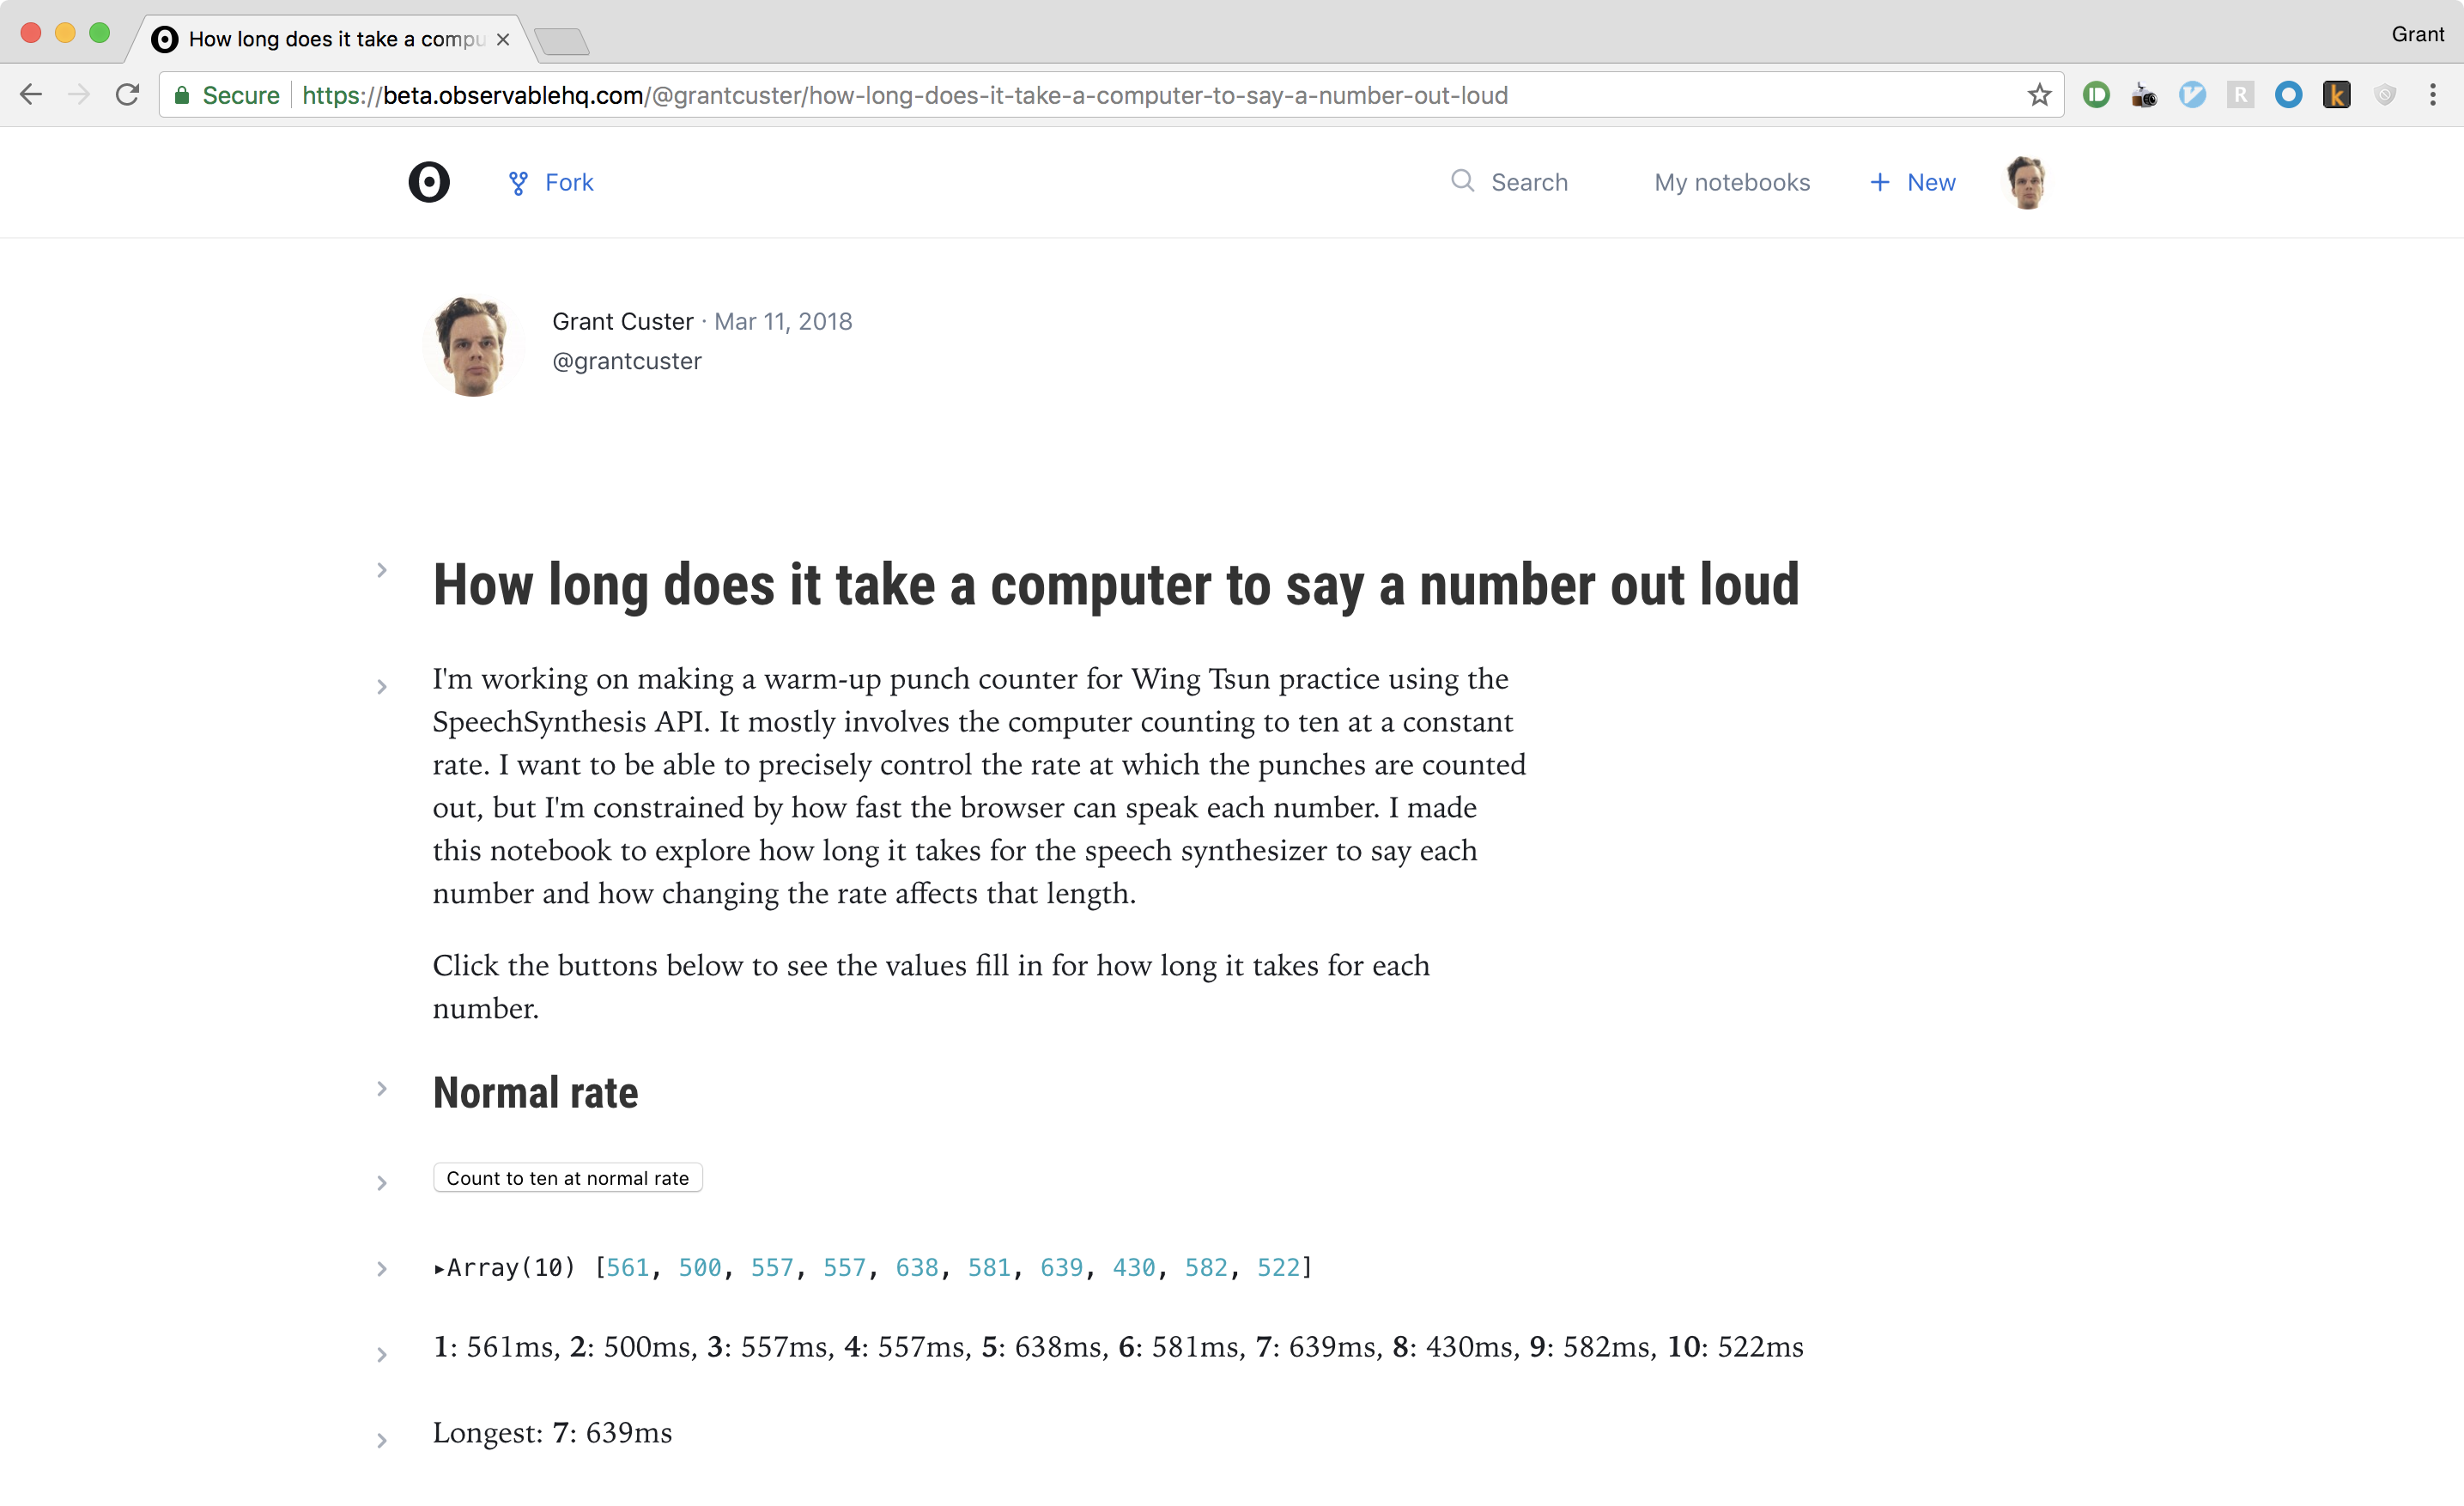 How long does it take a compu
Grant
Secure https://beta.observablehq.com/@grantcuster/how-long-does-it-take-a-computer-to-say-a-number-out-loud
R
k
Fork
Search
My notebooks
+ New
Grant Custer · Mar 11, 2018
@grantcuster
How long does it take a computer to say a number out loud
I'm working on making a warm-up punch counter for Wing Tsun practice using the
SpeechSynthesis API. It mostly involves the computer counting to ten at a constant
rate. I want to be able to precisely control the rate at which the punches are counted
out, but I'm constrained by how fast the browser can speak each number. I made
this notebook to explore how long it takes for the speech synthesizer to say each
number and how changing the rate affects that length.
Click the buttons below to see the values fill in for how long it takes for each
number.
Normal rate
Count to ten at normal rate
▸Array(10) [561, 500, 557, 557, 638, 581, 639, 430, 582, 522]
1: 561ms, 2: 500ms, 3: 557ms, 4: 557ms, 5: 638ms, 6: 581ms, 7: 639ms, 8: 430ms, 9: 582ms, 10: 522ms
Longest: 7: 639ms